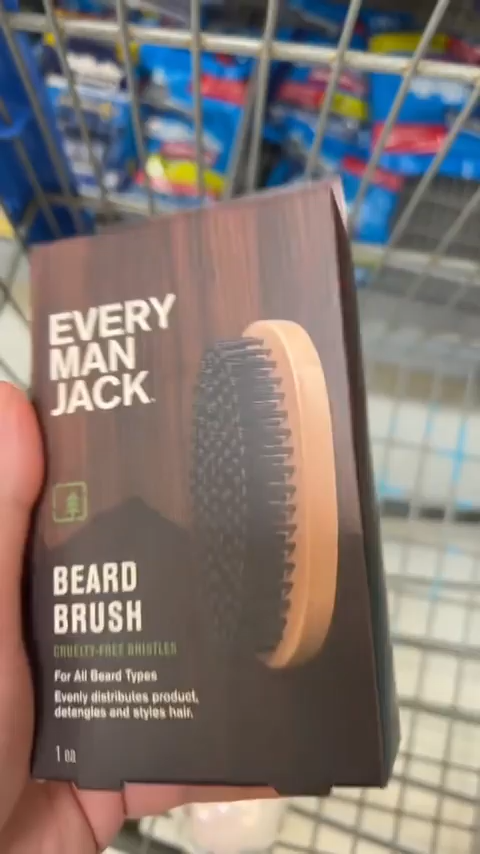 EVERY
MAN
JACK.
BEARD
BRUSH
CRUELTY-FREE BRISTLES
For All Beard Types
Evenly distributes product,
detangles and styles hair.
1 ea